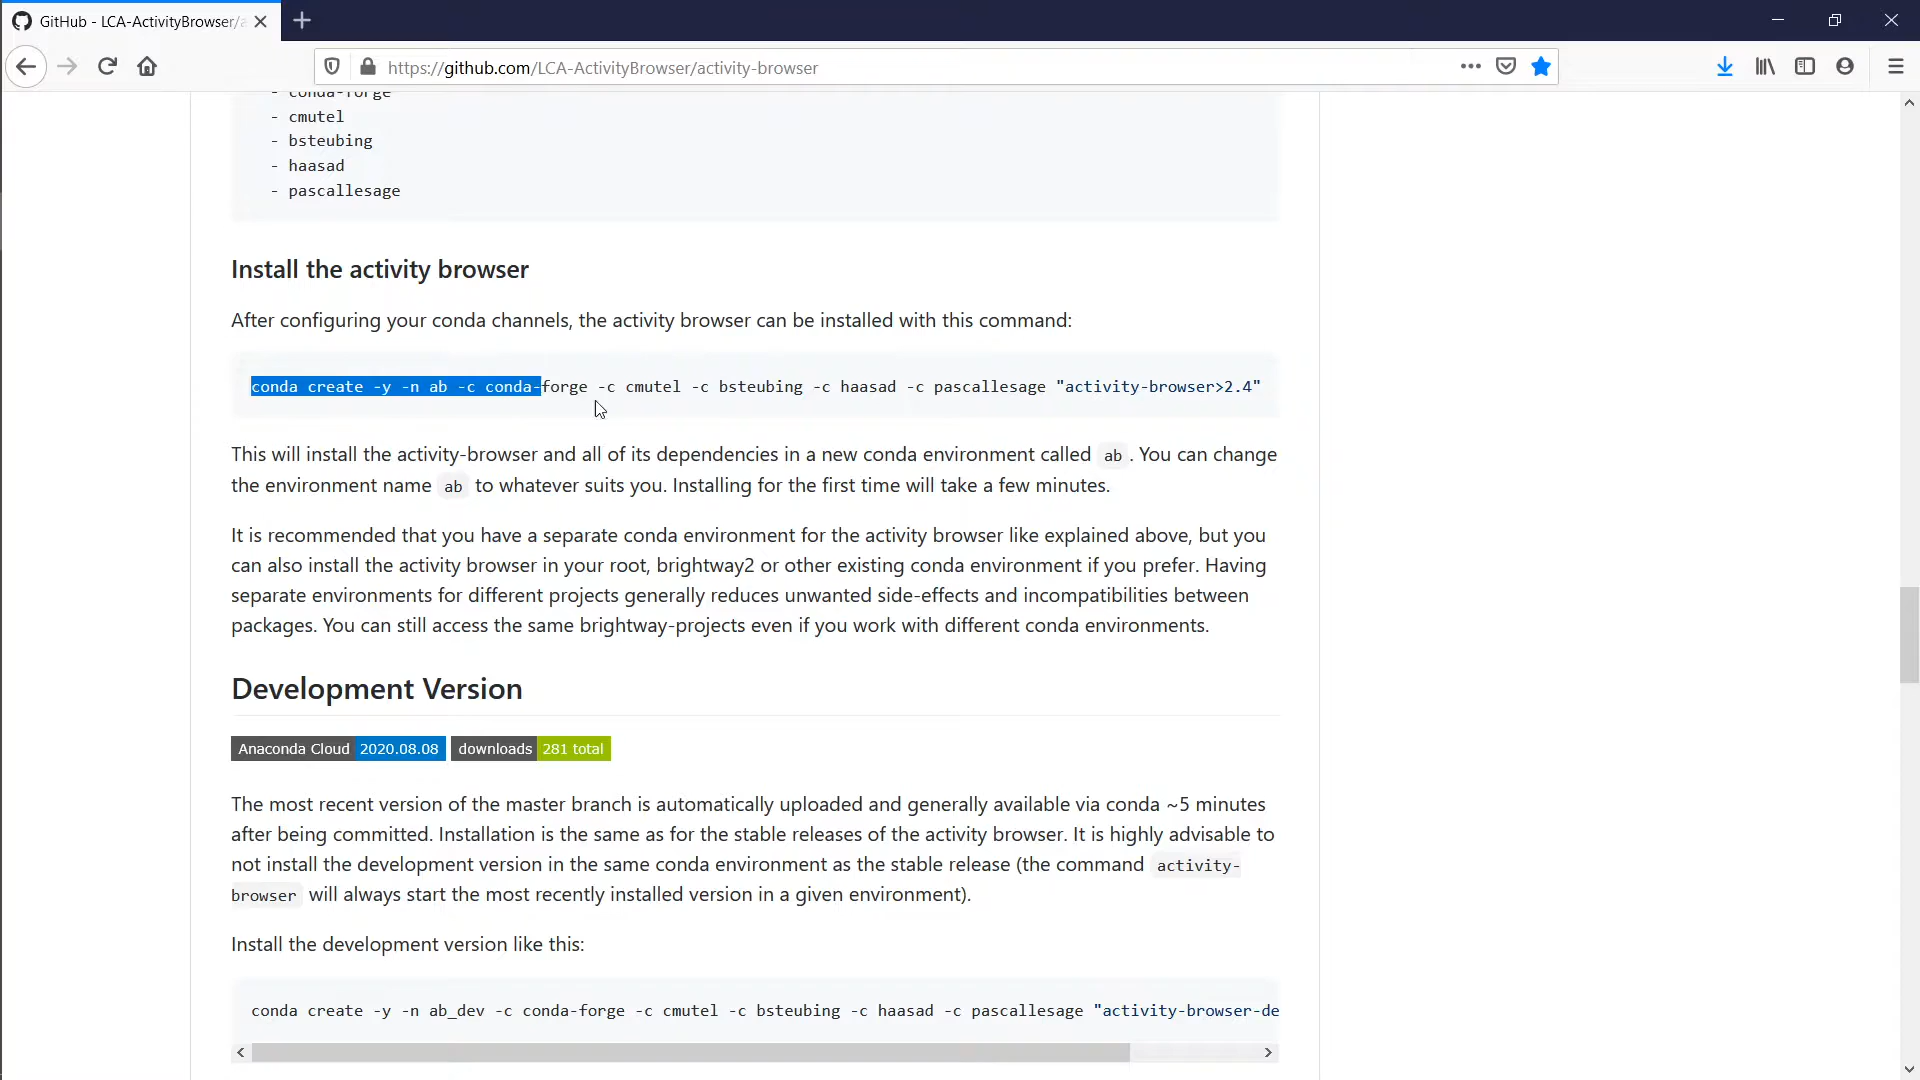 GitHub - LCA-ActivityBrowser/a
https://github.com/LCA-ActivityBrowser/activity-browser
- conda-forge
- cmutel
- bsteubing
- haasad
- pascallesage
Install the activity browser
After configuring your conda channels, the activity browser can be installed with this command:
conda create -y -n ab -c conda-forge -c cmutel -c bsteubing -c haasad -c pascallesage "activity-browser>2.4"
This will install the activity-browser and all of its dependencies in a new conda environment called ab . You can change
the environment name ab to whatever suits you. Installing for the first time will take a few minutes.
It is recommended that you have a separate conda environment for the activity browser like explained above, but you
can also install the activity browser in your root, brightway2 or other existing conda environment if you prefer. Having
separate environments for different projects generally reduces unwanted side-effects and incompatibilities between
packages. You can still access the same brightway-projects even if you work with different conda environments.
Development Version
Anaconda Cloud 2020.08.08 downloads 281 total
The most recent version of the master branch is automatically uploaded and generally available via conda ~5 minutes
after being committed. Installation is the same as for the stable releases of the activity browser. It is highly advisable to
not install the development version in the same conda environment as the stable release (the command activity-
browser will always start the most recently installed version in a given environment).
Install the development version like this:
conda create -y -n ab_dev -c conda-forge -c cmutel -c bsteubing -c haasad -c pascallesage "activity-browser-de